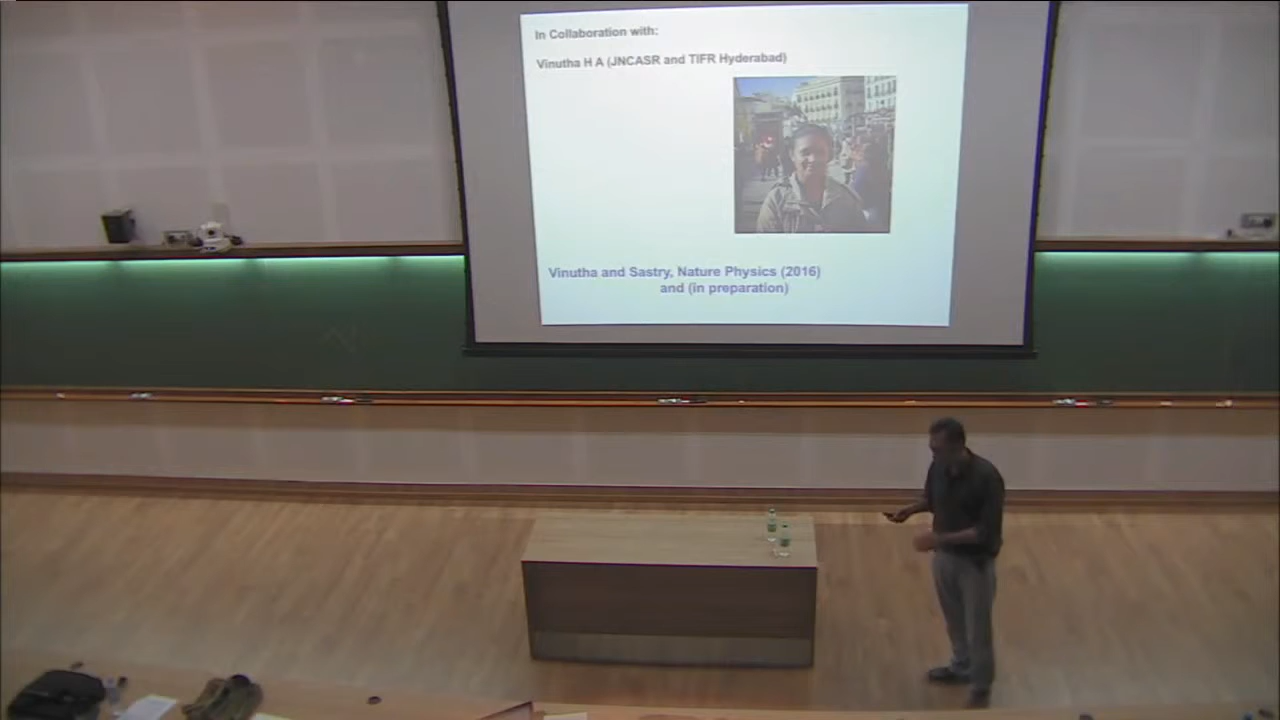 In Collaboration with:
Vinutha H A (JNCASR and TIFR Hyderabad)
Vinutha and Sastry, Nature Physics (2016)
and (in preparation)